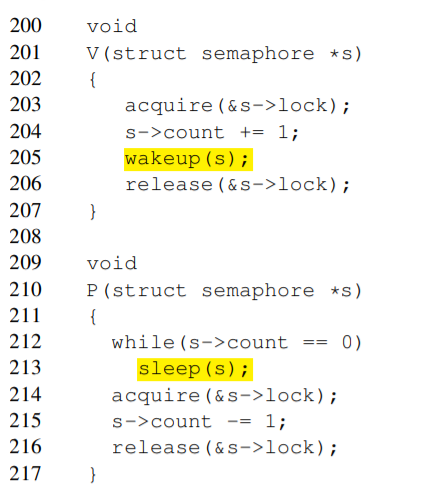 200 void
201 V(struct semaphore *s)
202 {
203 acquire(&s->lock);
204 s->count += 1;
205 wakeup(s);
206 release(&s->lock);
207 }
208
209 void
210 P(struct semaphore *s)
211 {
212 while(s->count == 0)
213 sleep(s);
214 acquire(&s->lock);
215 s->count -= 1;
216 release(&s->lock);
217 }